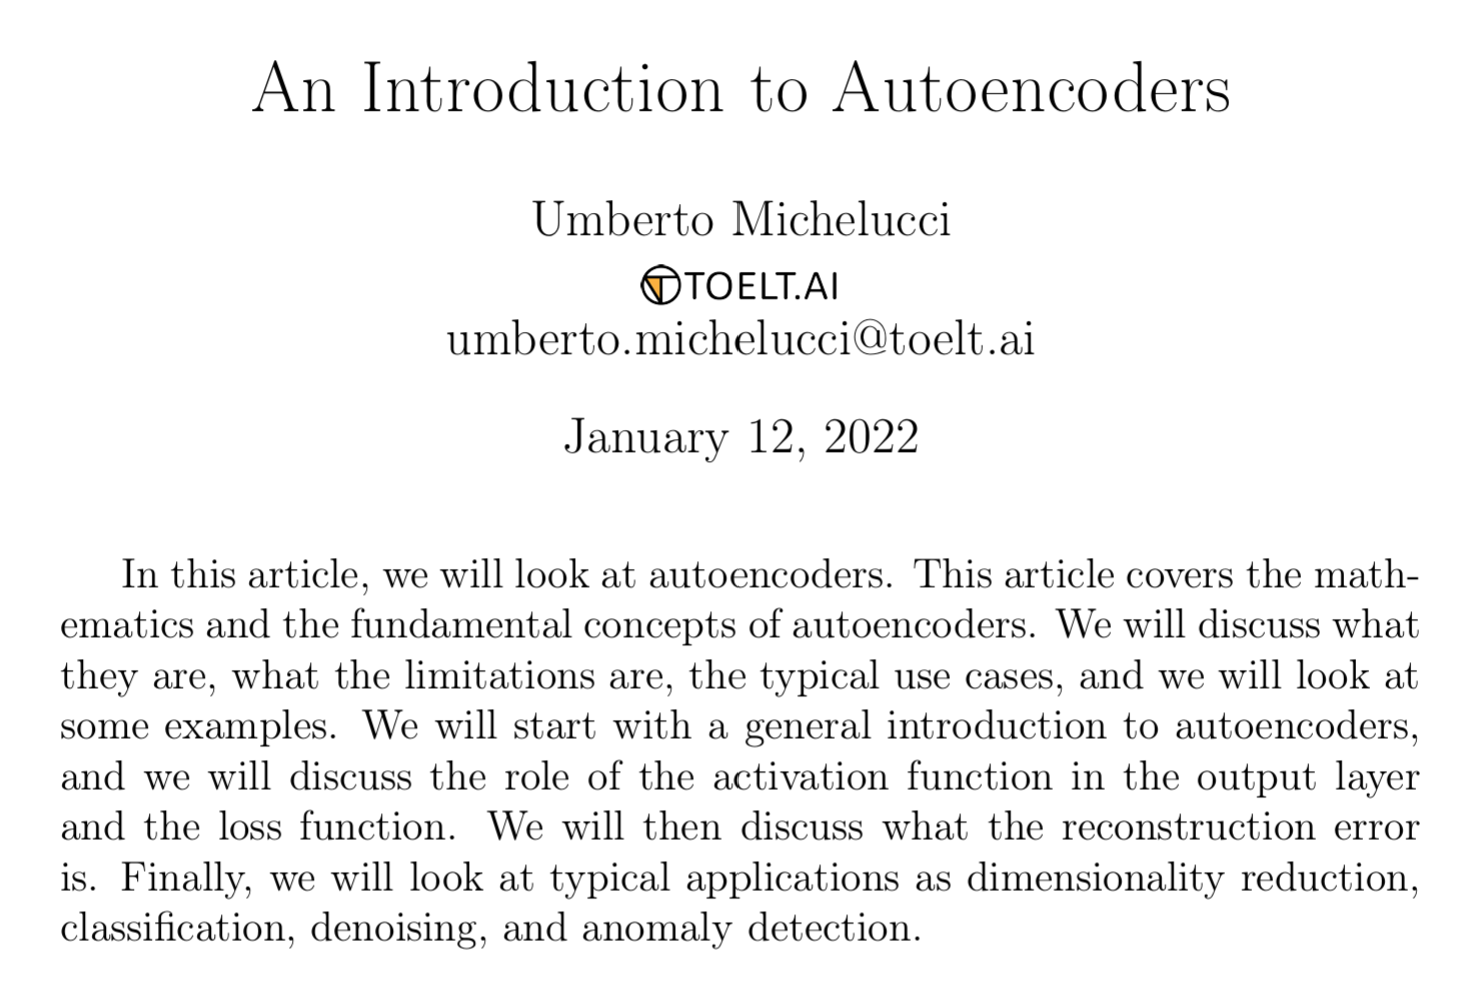 An Introduction to Autoencoders
Umberto Michelucci
TOELT.AI
umberto.michelucci@toelt.ai
January 12, 2022
In this article, we will look at autoencoders. This article covers the math-
ematics and the fundamental concepts of autoencoders. We will discuss what
they are, what the limitations are, the typical use cases, and we will look at
some examples. We will start with a general introduction to autoencoders,
and we will discuss the role of the activation function in the output layer
and the loss function. We will then discuss what the reconstruction error
is. Finally, we will look at typical applications as dimensionality reduction,
classification, denoising, and anomaly detection.